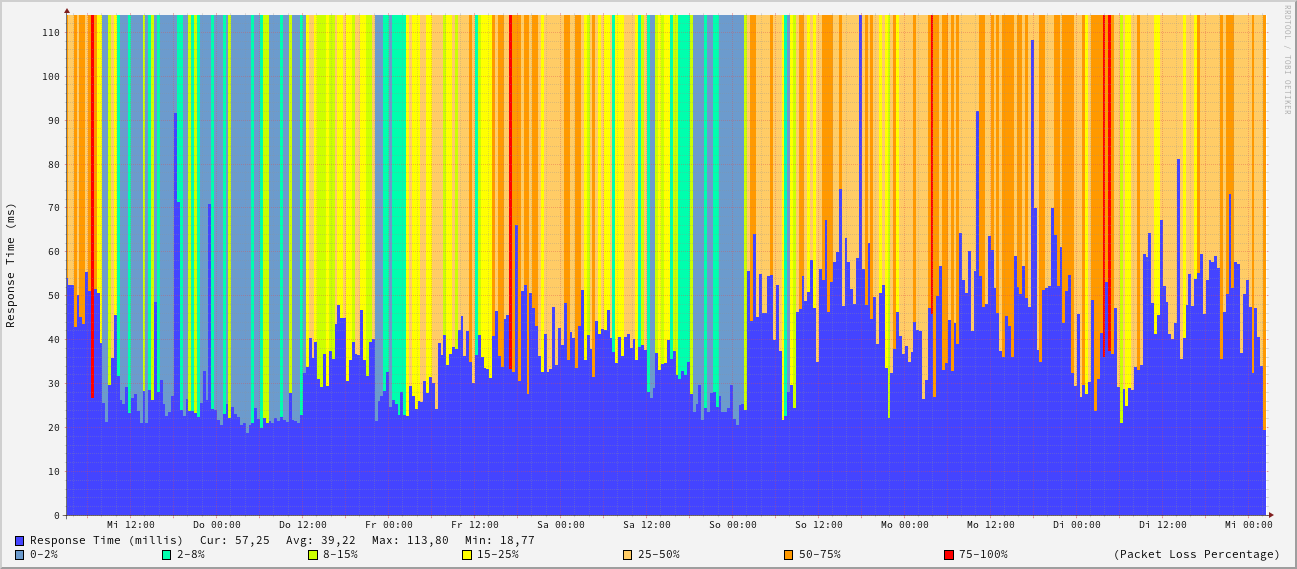 RRDTOOL / TOBI OETIKER
Response Time (ms)
110
100
90
80
70
60
50
40
30
20
10
0
Mi 12:00 Do 00:00 Do 12:00 Fr 00:00 Fr 12:00 Sa 00:00 Sa 12:00 So 00:00 So 12:00 Mo 00:00 Mo 12:00 Di 00:00 Di 12:00 Mi 00:00
Response Time (millis) Cur: 57,25 Avg: 39,22 Max: 113,80 Min: 18,77
0-2% 2-8% 8-15% 15-25% 25-50% 50-75% 75-100% (Packet Loss Percentage)